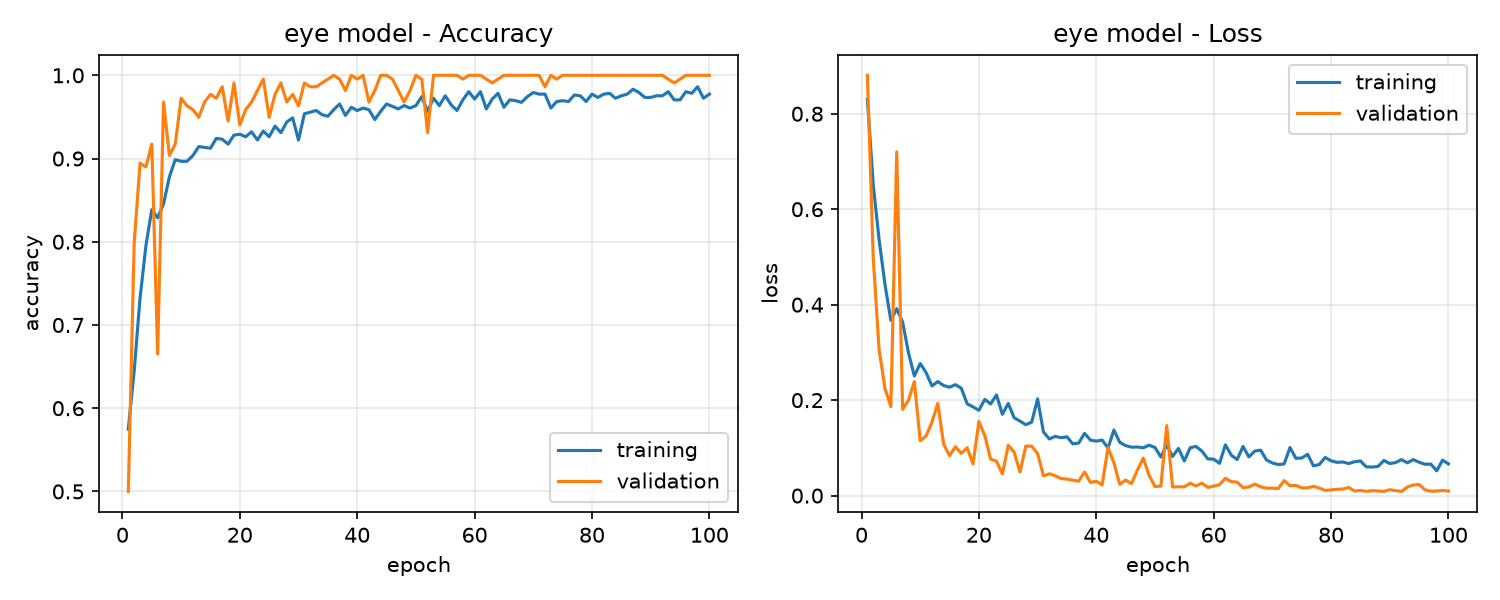 eye model - Accuracy
1.0
0.9
0.8
0.7
0.6
0.5
accuracy
training
validation
0 20 40 60 80 100
epoch
eye model - Loss
0.8
0.6
0.4
0.2
0.0
loss
training
validation
0 20 40 60 80 100
epoch